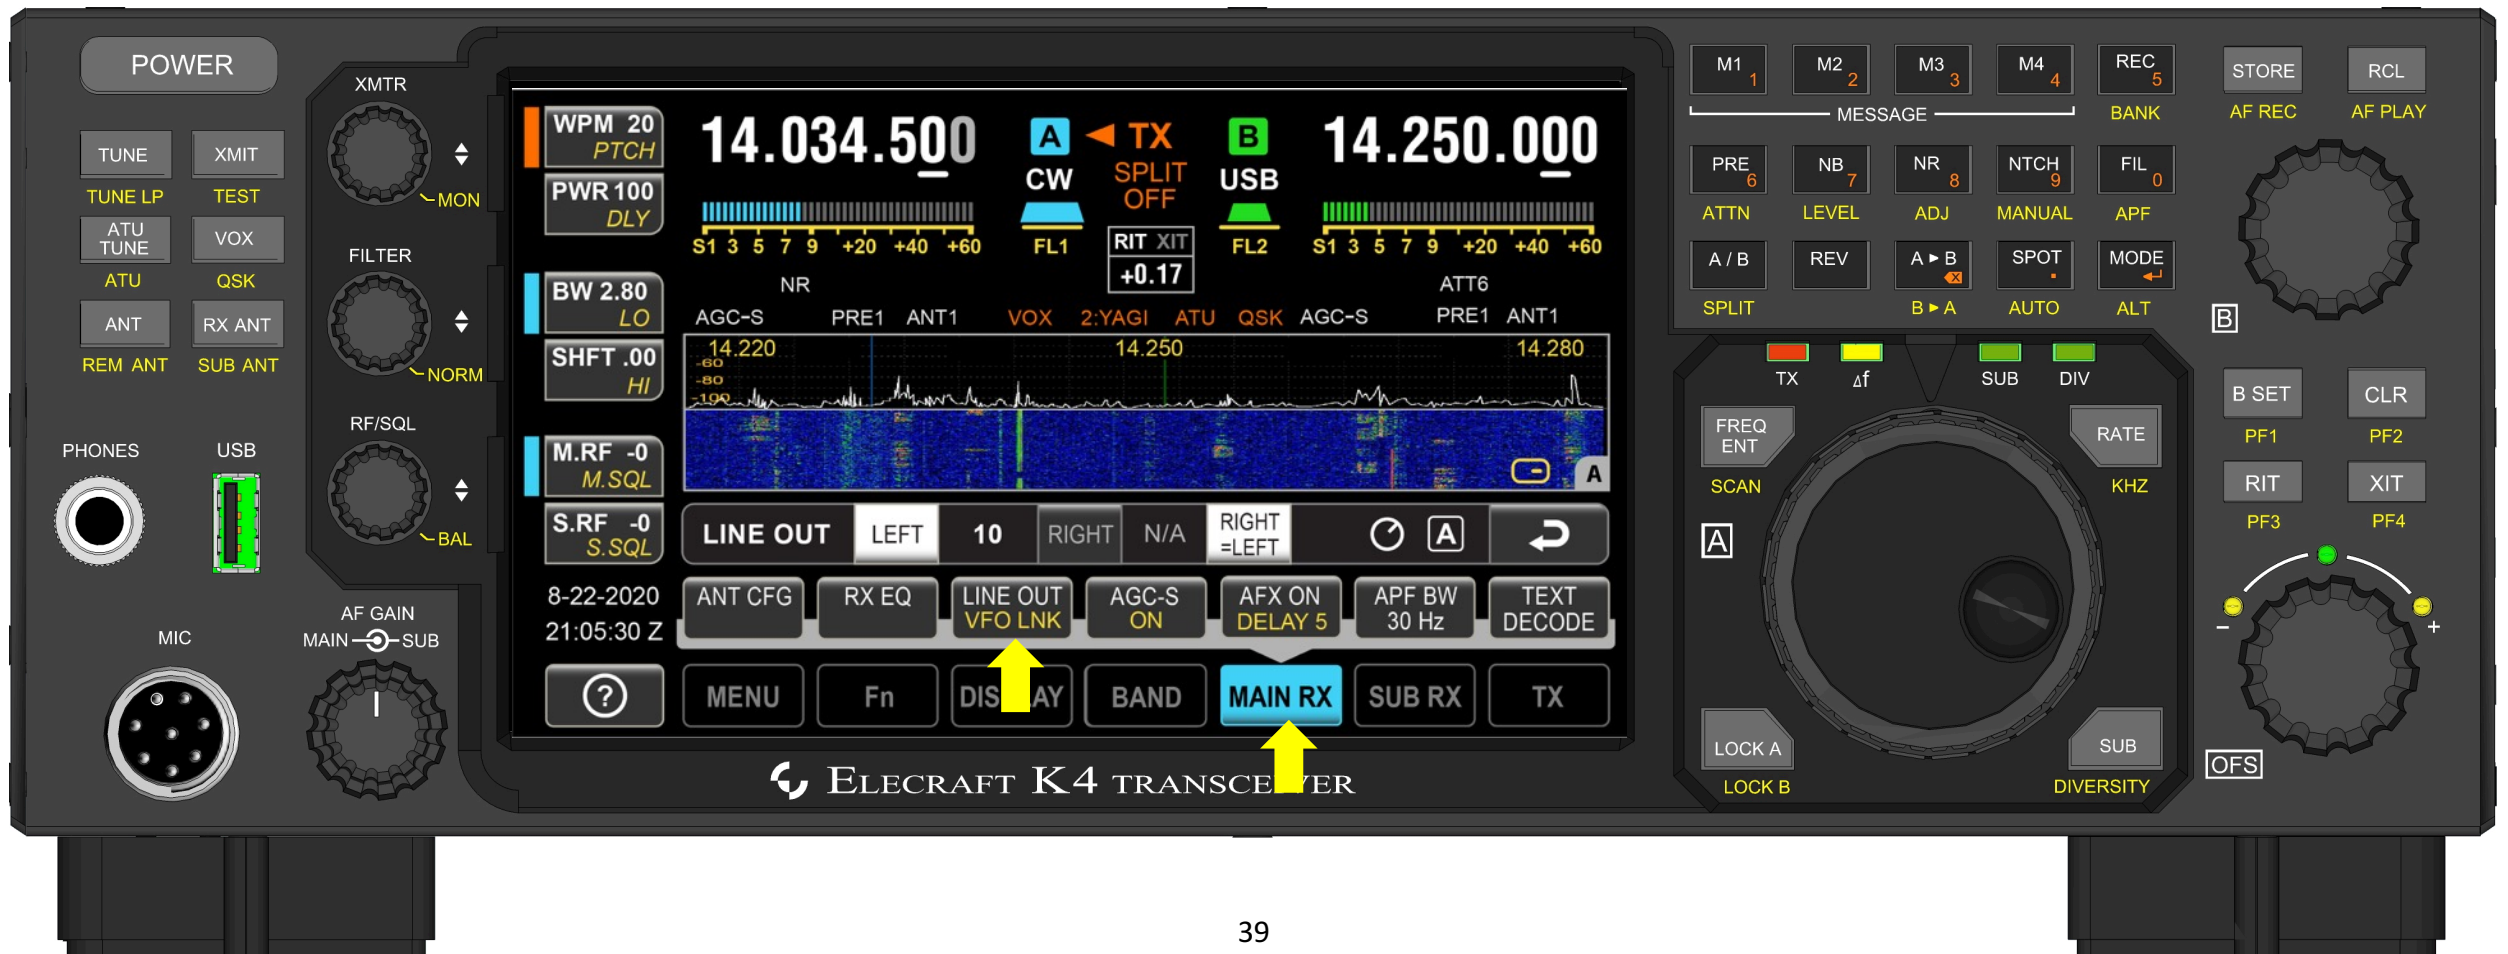 POWER
TUNE
XMIT
TUNE LP
TEST
ATU TUNE
VOX
ATU
QSK
ANT
RX ANT
REM ANT
SUB ANT
PHONES
USB
MIC
XMTR
MON
FILTER
NORM
RF/SQL
BAL
AF GAIN
MAIN SUB
WPM 20
PTCH
PWR 100
DLY
BW 2.80
LO
SHFT .00
HI
M.RF -0
M.SQL
S.RF -0
S.SQL
8-22-2020
21:05:30 Z
?
14.034.500
A ◄ TX B
14.250.000
CW
SPLIT
OFF
USB
S1 3 5 7 9 +20 +40 +60
FL1
RIT XIT
+0.17
FL2
S1 3 5 7 9 +20 +40 +60
NR
ATT6
AGC-S PRE1 ANT1 VOX 2:YAGI ATU QSK AGC-S PRE1 ANT1
14.220 14.250 14.280
-60
-80
-100
A
LINE OUT LEFT 10 RIGHT N/A RIGHT =LEFT A
ANT CFG
RX EQ
LINE OUT
VFO LNK
AGC-S
ON
AFX ON
DELAY 5
APF BW
30 Hz
TEXT
DECODE
MENU Fn DISPLAY BAND MAIN RX SUB RX TX
ELECRAFT K4 TRANSCEIVER
M1 1
M2 2
M3 3
M4 4
REC 5
MESSAGE
BANK
PRE 6
NB 7
NR 8
NTCH 9
FIL 0
ATTN
LEVEL
ADJ
MANUAL
APF
A / B
REV
A ► B
SPOT .
MODE
SPLIT
B ► A
AUTO
ALT
STORE
RCL
AF REC
AF PLAY
B
TX
Δf
SUB
DIV
FREQ
ENT
SCAN
RATE
KHZ
A
LOCK A
LOCK B
SUB
DIVERSITY
B SET
CLR
PF1
PF2
RIT
XIT
PF3
PF4
− +
OFS
39